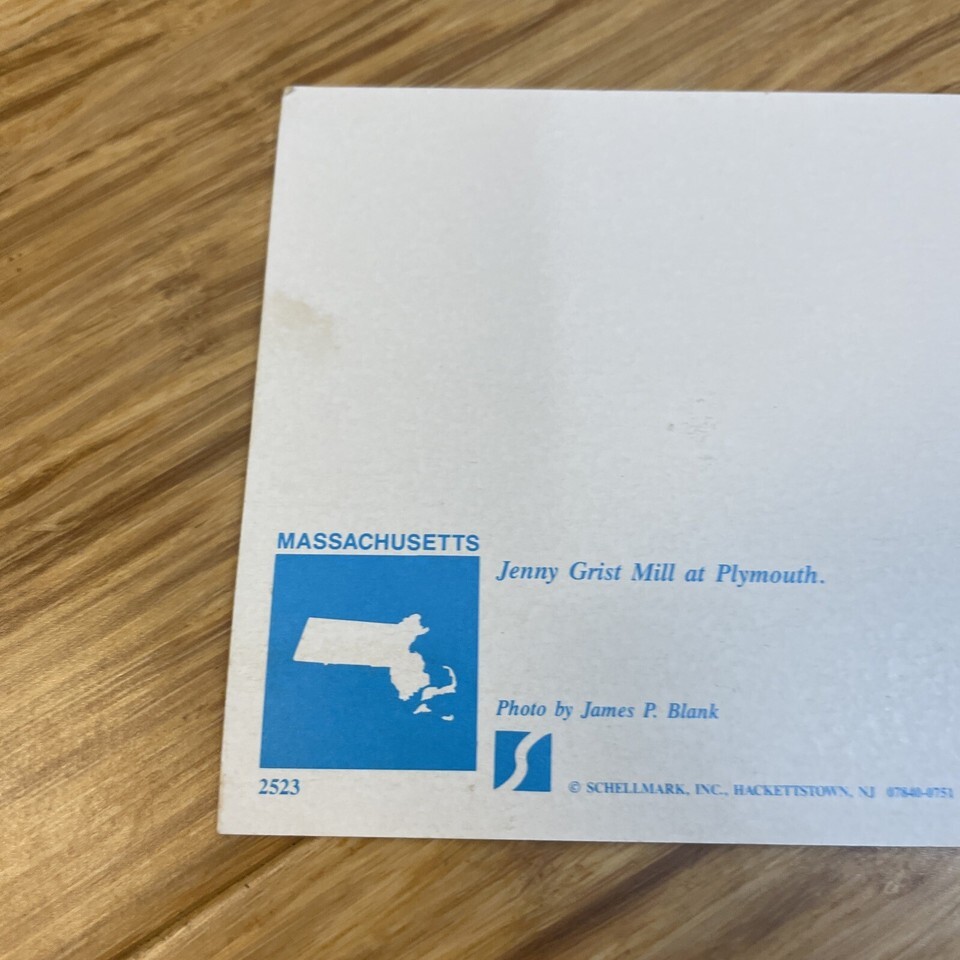 MASSACHUSETTS
Jenny Grist Mill at Plymouth.
Photo by James P. Blank
2523
© SCHELLMARK, INC., HACKETTSTOWN, NJ 07840-0751